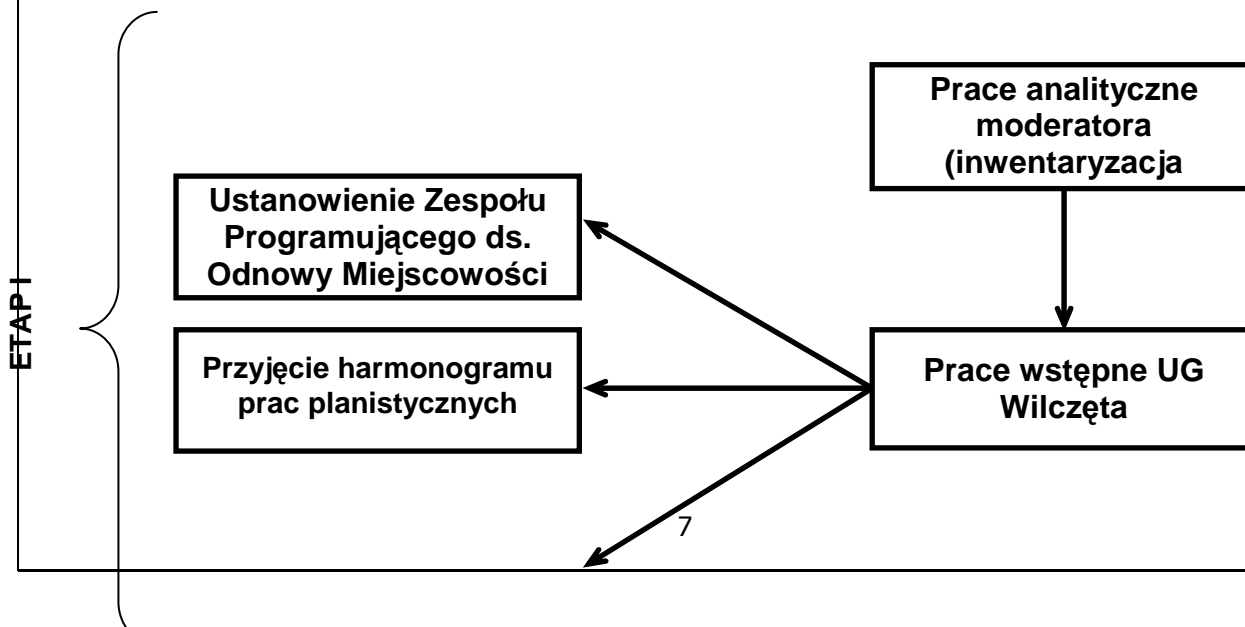 Prace analityczne
moderatora
(inwentaryzacja
Ustanowienie Zespołu
Programującego ds.
Odnowy Miejscowości
ETAP I
Przyjęcie harmonogramu
prac planistycznych
Prace wstępne UG
Wilczęta
7